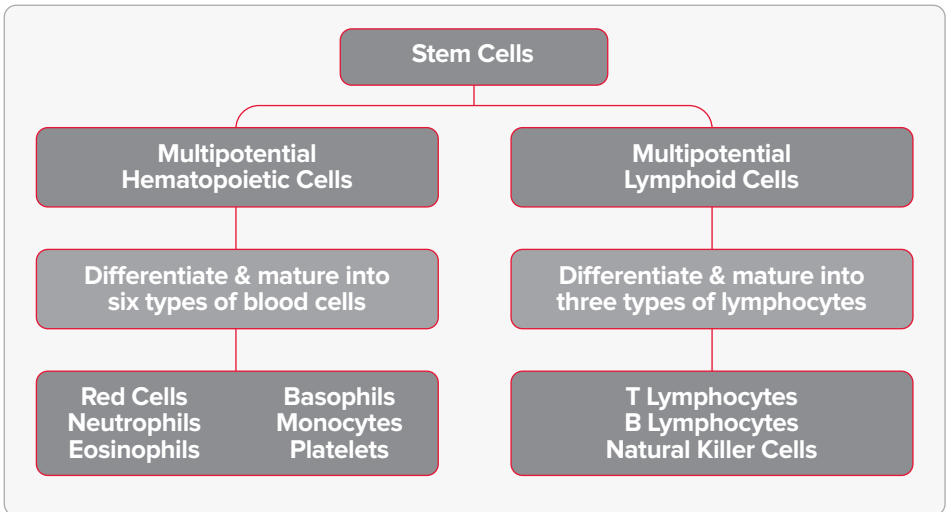 Stem Cells
Multipotential
Hematopoietic Cells
Multipotential
Lymphoid Cells
Differentiate & mature into
six types of blood cells
Differentiate & mature into
three types of lymphocytes
Red Cells
Neutrophils
Eosinophils
Basophils
Monocytes
Platelets
T Lymphocytes
B Lymphocytes
Natural Killer Cells